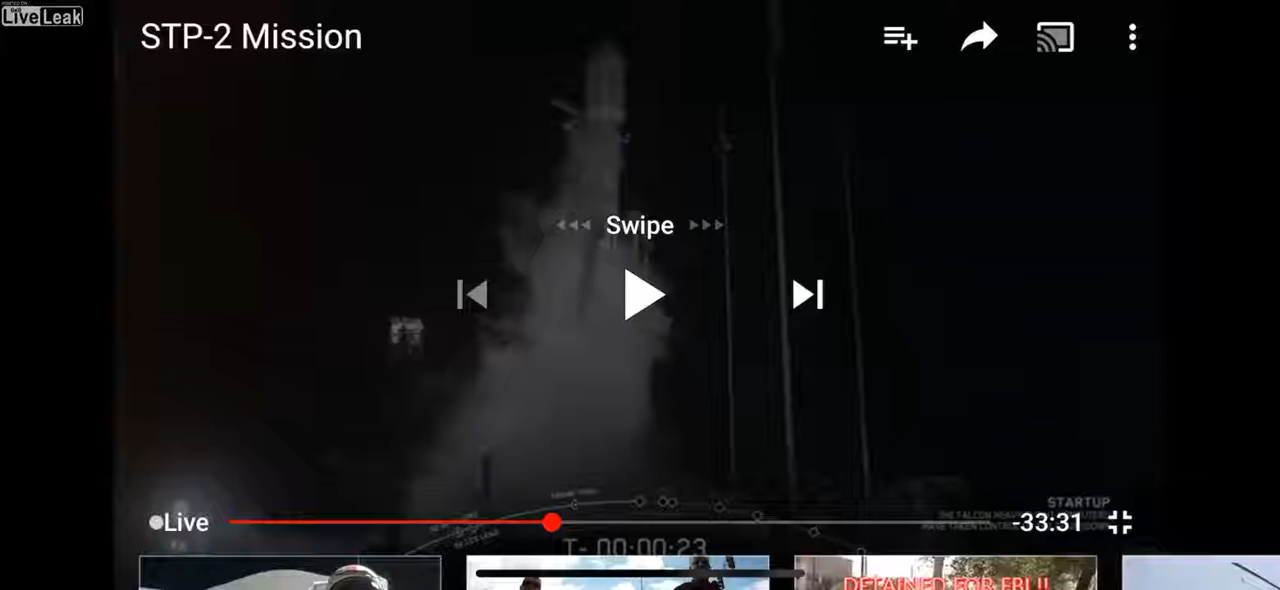 LiveLeak
STP-2 Mission
Swipe
Live
-33:31
STARTUP
T- 00:00:23
DETAINED FOR FBI !!